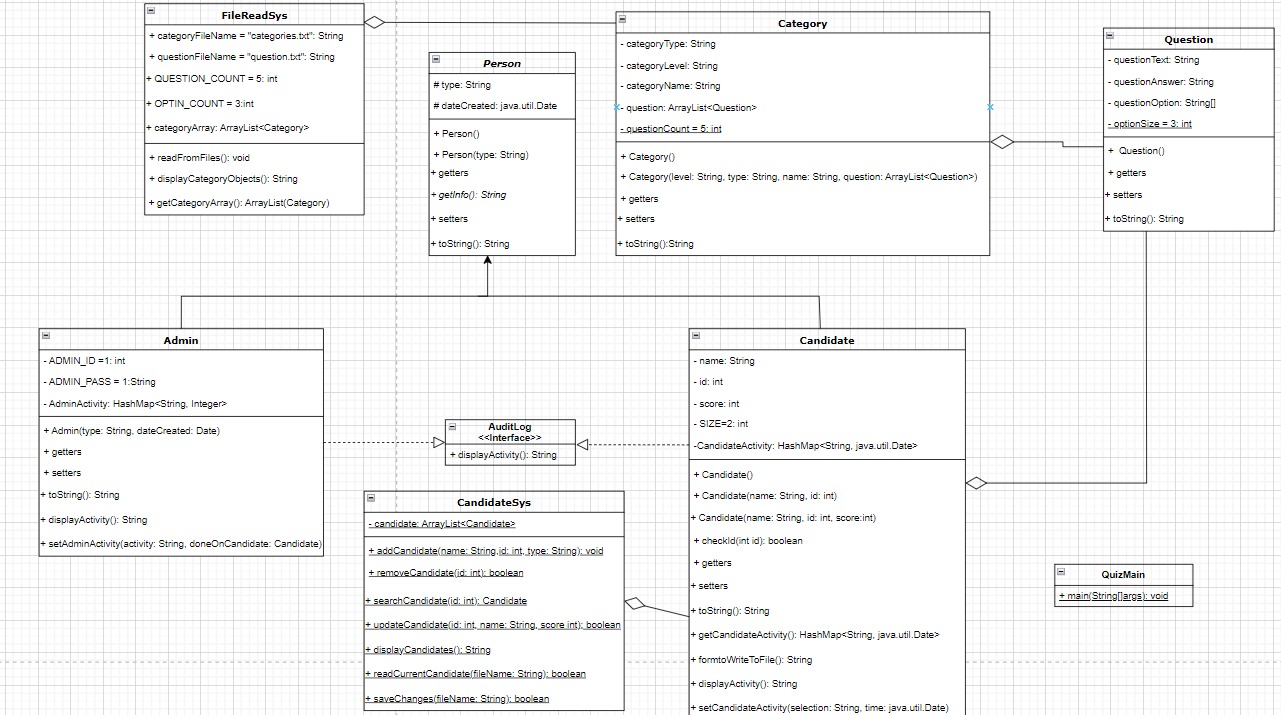 FileReadSys
+ categoryFileName = "categories.txt": String
+ questionFileName = "question.txt": String
+ QUESTION_COUNT = 5: int
+ OPTIN_COUNT = 3:int
+ categoryArray: ArrayList<Category>
+ readFromFiles(): void
+ displayCategoryObjects(): String
+ getCategoryArray(): ArrayList(Category)
Person
# type: String
# dateCreated: java.util.Date
+ Person()
+ Person(type: String)
+ getters
+ getInfo(): String
+ setters
+ toString(): String
Category
- categoryType: String
- categoryLevel: String
- categoryName: String
- question: ArrayList<Question>
- questionCount = 5: int
+ Category()
+ Category(level: String, type: String, name: String, question: ArrayList<Question>)
+ getters
+ setters
+ toString():String
Question
- questionText: String
- questionAnswer: String
- questionOption: String[]
- optionSize = 3: int
+ Question()
+ getters
+ setters
+ toString(): String
Admin
- ADMIN_ID =1: int
- ADMIN_PASS = 1:String
- AdminActivity: HashMap<String, Integer>
+ Admin(type: String, dateCreated: Date)
+ getters
+ setters
+ toString(): String
+ displayActivity(): String
+ setAdminActivity(activity: String, doneOnCandidate: Candidate)
AuditLog
<<Interface>>
+ displayActivity(): String
CandidateSys
- candidate: ArrayList<Candidate>
+ addCandidate(name: String,id: int, type: String): void
+ removeCandidate(id: int): boolean
+ searchCandidate(id: int): Candidate
+ updateCandidate(id: int, name: String, score int): boolean
+ displayCandidates(): String
+ readCurrentCandidate(fileName: String): boolean
+ saveChanges(fileName: String): boolean
Candidate
- name: String
- id: int
- score: int
- SIZE=2: int
-CandidateActivity: HashMap<String, java.util.Date>
+ Candidate()
+ Candidate(name: String, id: int)
+ Candidate(name: String, id: int, score:int)
+ checkId(int id): boolean
+ getters
+ setters
+ toString(): String
+ getCandidateActivity(): HashMap<String, java.util.Date>
+ formtoWriteToFile(): String
+ displayActivity(): String
+ setCandidateActivity(selection: String, time: java.util.Date)
QuizMain
+ main(String[]args): void